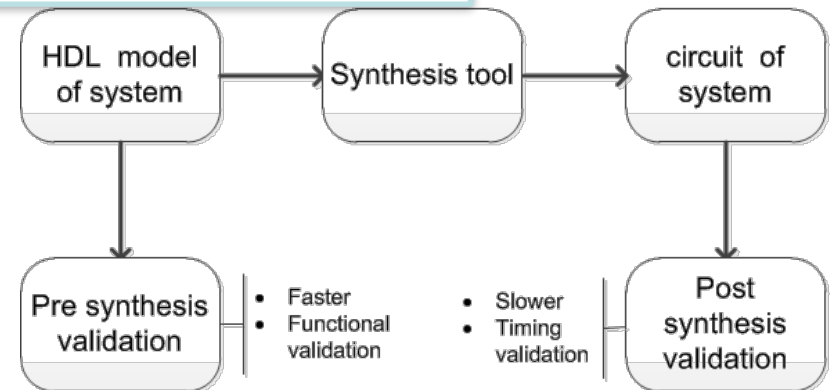 HDL model
of system
Synthesis tool
circuit of
system
Pre synthesis
validation
• Faster
• Functional
validation
• Slower
• Timing
validation
Post
synthesis
validation